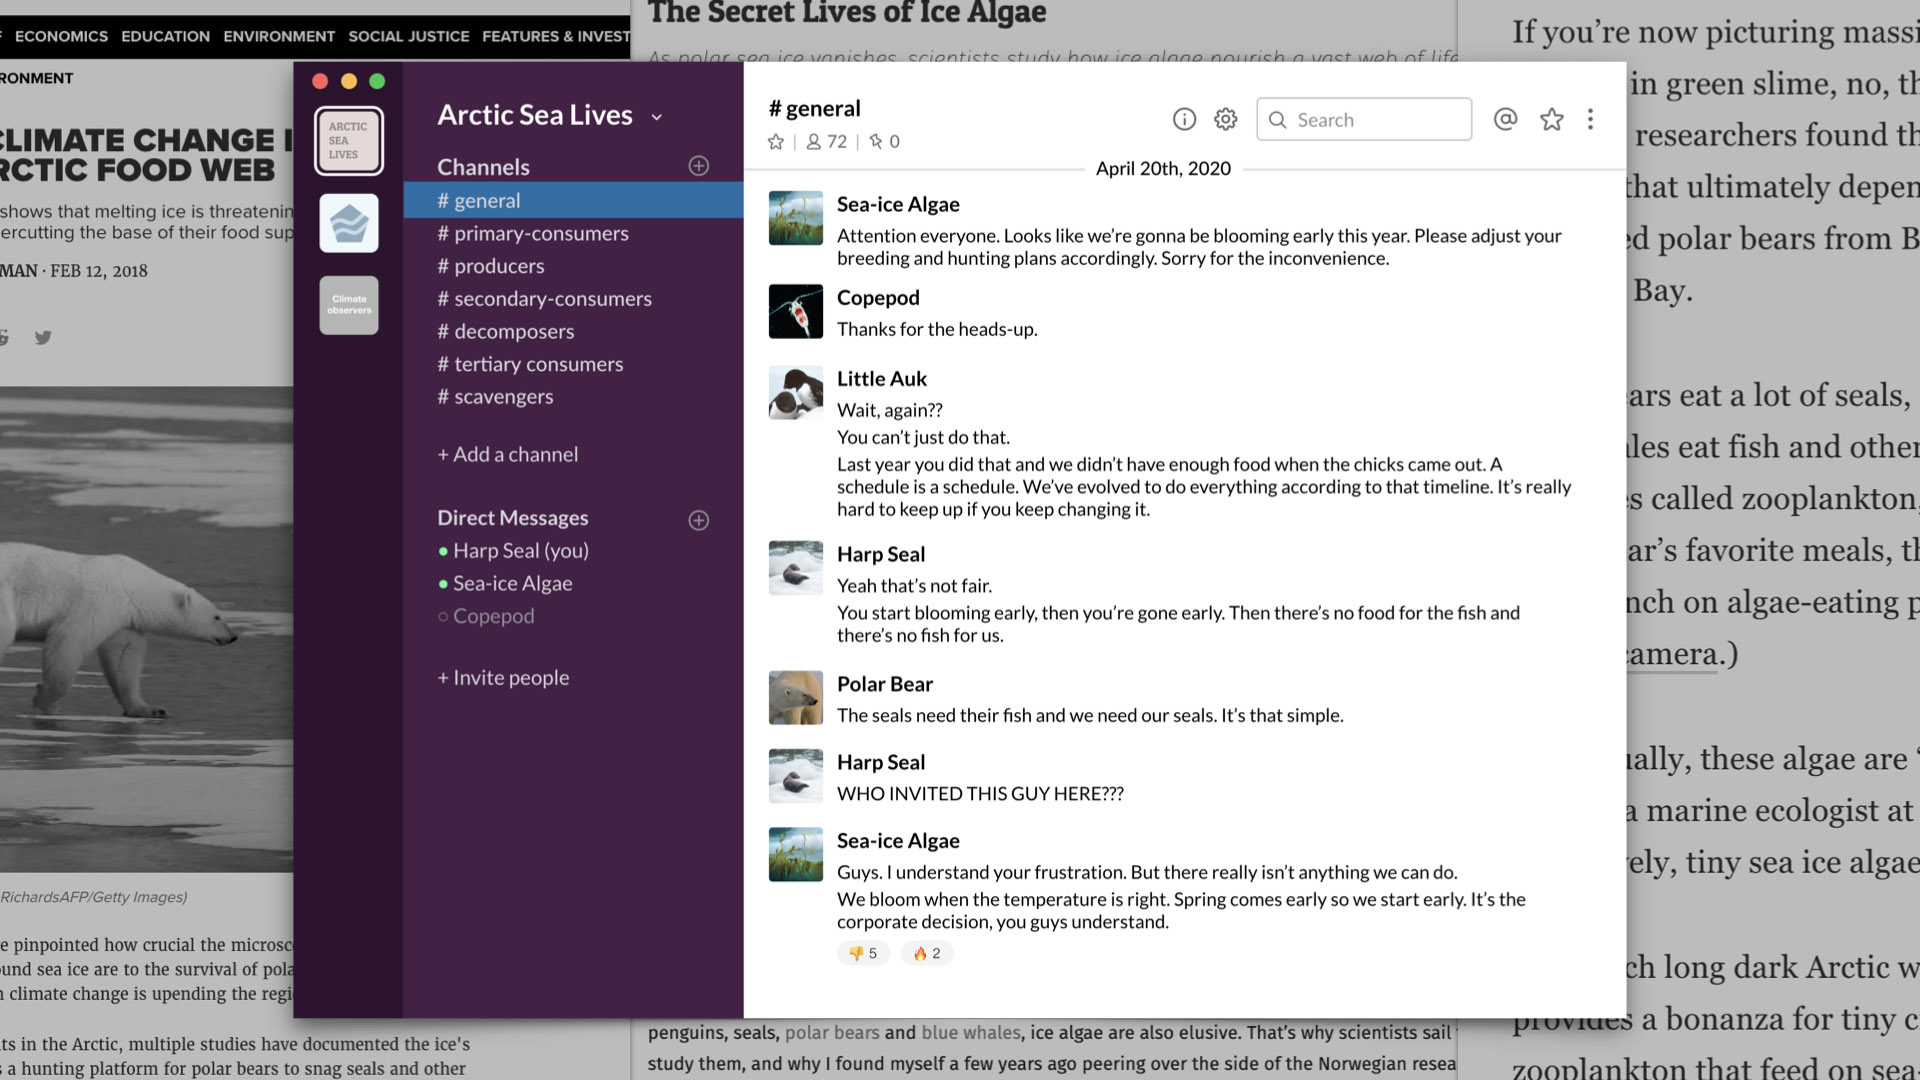 F ECONOMICS EDUCATION ENVIRONMENT SOCIAL JUSTICE FEATURES & INVEST
RONMENT
CLIMATE CHANGE I
RCTIC FOOD WEB
shows that melting ice is threatenin
ercutting the base of their food sup
MAN · FEB 12, 2018
RichardsAFP/Getty Images)
e pinpointed how crucial the microsc
ound sea ice are to the survival of pola
n climate change is upending the regi
ts in the Arctic, multiple studies have documented the ice's
s a hunting platform for polar bears to snag seals and other
The Secret Lives of Ice Algae
As polar sea ice vanishes, scientists study how ice algae nourish a vast web of life
ARCTIC
SEA
LIVES
Climate
observers
Arctic Sea Lives
Channels
# general
# primary-consumers
# producers
# secondary-consumers
# decomposers
# tertiary consumers
# scavengers
+ Add a channel
Direct Messages
Harp Seal (you)
Sea-ice Algae
Copepod
+ Invite people
# general
72 | 0
Search
April 20th, 2020
Sea-ice Algae
Attention everyone. Looks like we’re gonna be blooming early this year. Please adjust your
breeding and hunting plans accordingly. Sorry for the inconvenience.
Copepod
Thanks for the heads-up.
Little Auk
Wait, again??
You can’t just do that.
Last year you did that and we didn’t have enough food when the chicks came out. A
schedule is a schedule. We’ve evolved to do everything according to that timeline. It’s really
hard to keep up if you keep changing it.
Harp Seal
Yeah that’s not fair.
You start blooming early, then you’re gone early. Then there’s no food for the fish and
there’s no fish for us.
Polar Bear
The seals need their fish and we need our seals. It’s that simple.
Harp Seal
WHO INVITED THIS GUY HERE???
Sea-ice Algae
Guys. I understand your frustration. But there really isn’t anything we can do.
We bloom when the temperature is right. Spring comes early so we start early. It’s the
corporate decision, you guys understand.
👎 5 🔥 2
penguins, seals, polar bears and blue whales, ice algae are also elusive. That’s why scientists sail
study them, and why I found myself a few years ago peering over the side of the Norwegian resea
If you’re now picturing massi
in green slime, no, th
researchers found th
that ultimately depen
ed polar bears from B
Bay.
ars eat a lot of seals,
les eat fish and other
s called zooplankton,
ar’s favorite meals, th
nch on algae-eating p
camera.)
ally, these algae are “
a marine ecologist at
ely, tiny sea ice algae
ch long dark Arctic w
provides a bonanza for tiny c
zooplankton that feed on sea-